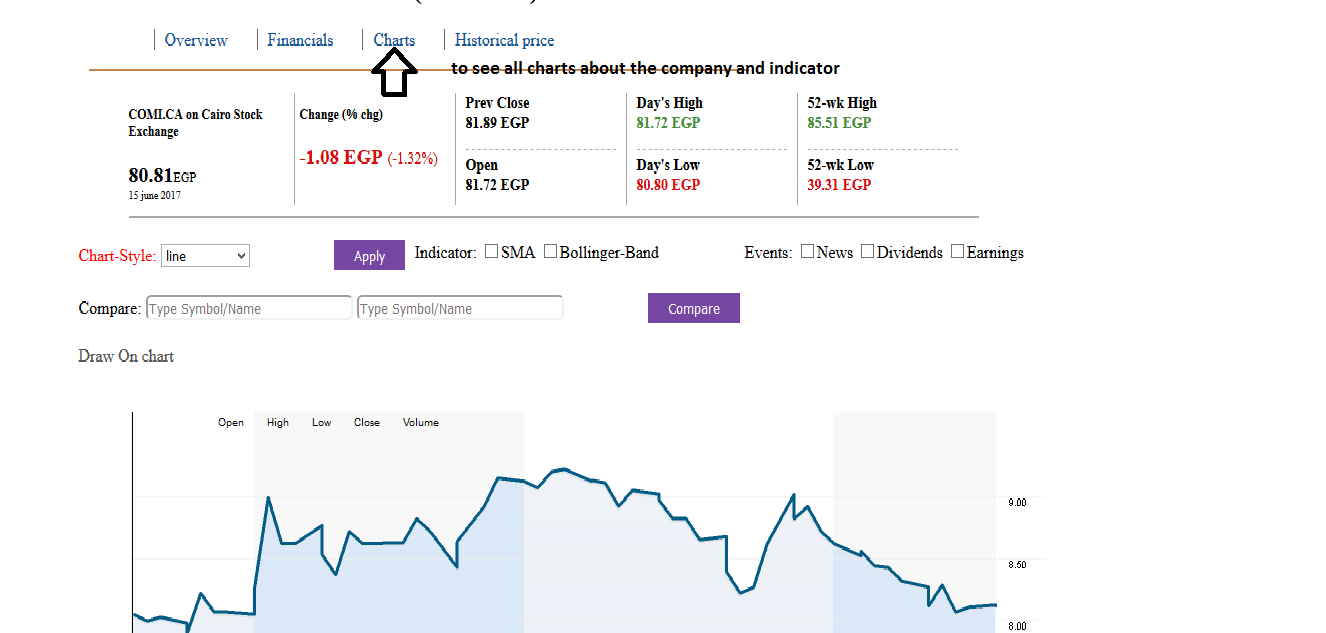 Overview Financials Charts Historical price
to see all charts about the company and indicator
COMI.CA on Cairo Stock
Exchange
80.81EGP
15 june 2017
Change (% chg)
-1.08 EGP (-1.32%)
Prev Close
81.89 EGP
Open
81.72 EGP
Day's High
81.72 EGP
Day's Low
80.80 EGP
52-wk High
85.51 EGP
52-wk Low
39.31 EGP
Chart-Style: line Apply Indicator: SMA Bollinger-Band Events: News Dividends Earnings
Compare: Type Symbol/Name Type Symbol/Name Compare
Draw On chart
Open High Low Close Volume
9.00
8.50
8.00